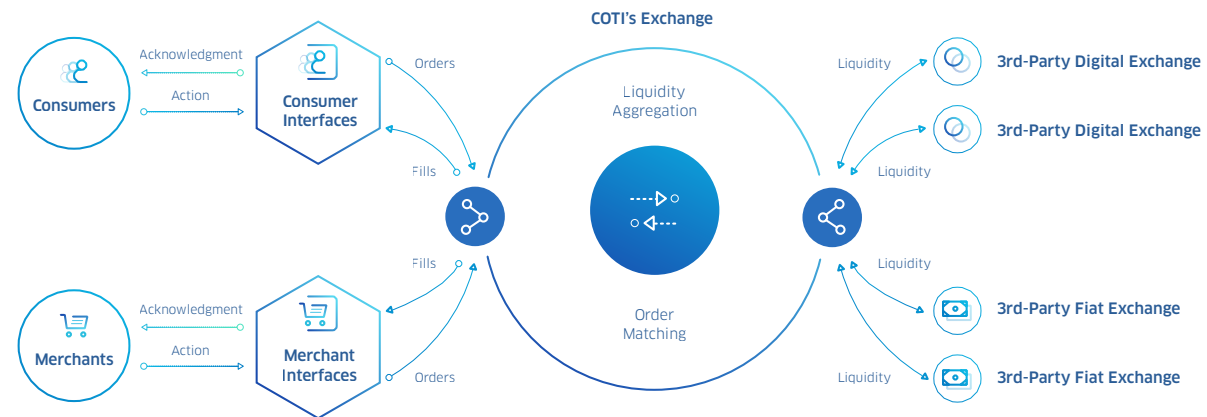 COTI's Exchange
Acknowledgment
Action
Consumers
Consumer
Interfaces
Orders
Fills
Liquidity
Aggregation
Liquidity
3rd-Party Digital Exchange
3rd-Party Digital Exchange
Liquidity
Fills
Acknowledgment
Action
Merchants
Merchant
Interfaces
Orders
Order
Matching
Liquidity
3rd-Party Fiat Exchange
Liquidity
3rd-Party Fiat Exchange